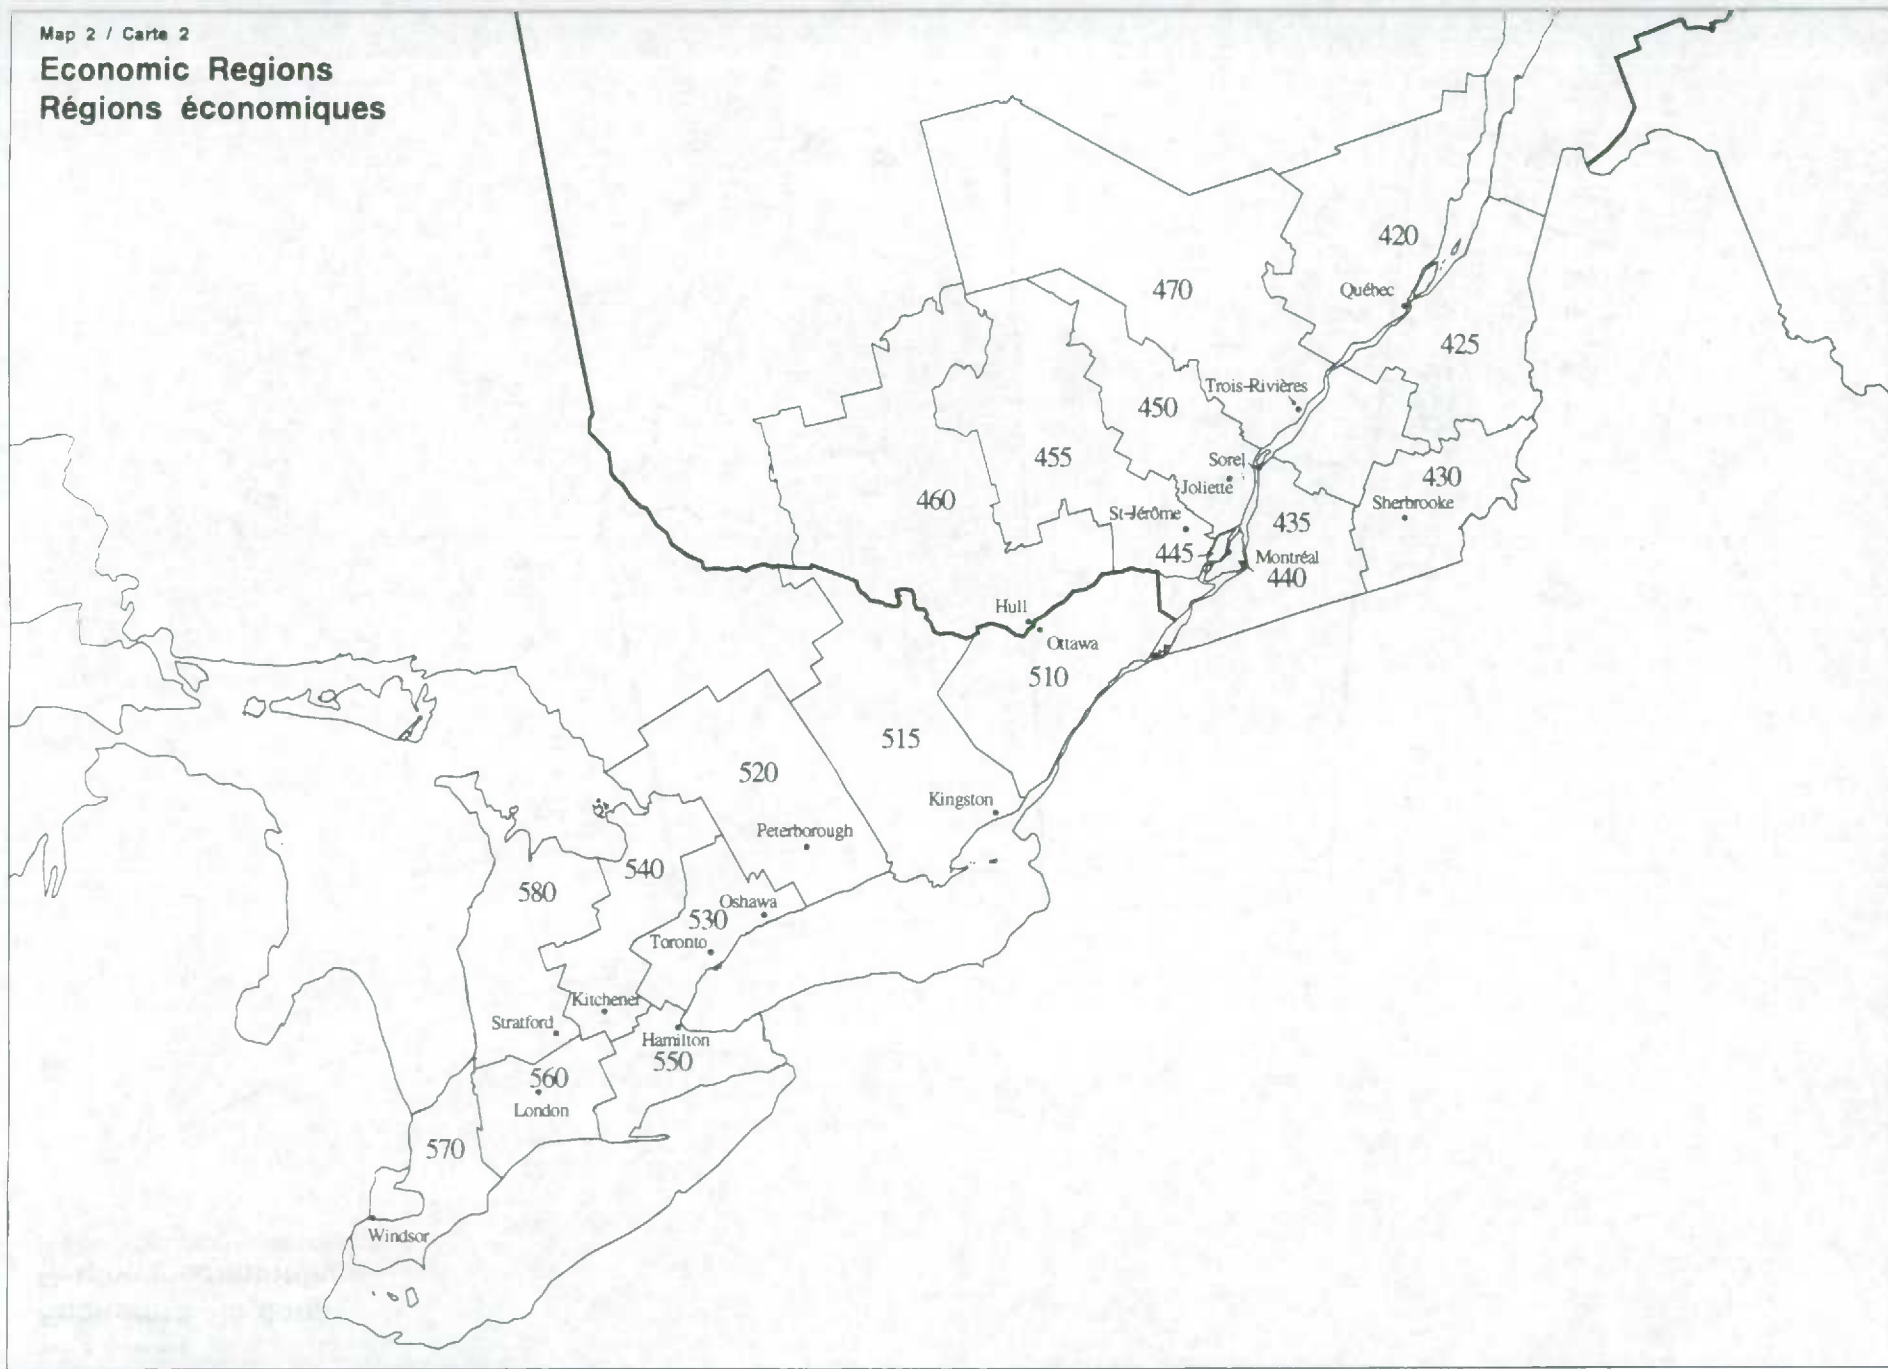 Map 2 / Carte 2
Economic Regions
Régions économiques
420
Québec
470
425
Trois-Rivières
450
455
Sorel
430
Joliette
460
Sherbrooke
St-Jérôme
435
445
Montréal
440
Hull
Ottawa
510
515
520
Kingston
Peterborough
540
580
Oshawa
530
Toronto
Kitchener
Stratford
Hamilton
550
560
London
570
Windsor